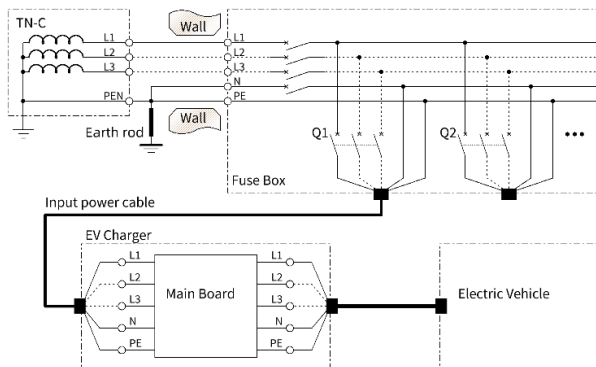 TN-C
L1
L2
L3
PEN
Wall
Wall
Earth rod
L1
L2
L3
N
PE
Q1
Q2
Fuse Box
Input power cable
EV Charger
L1
L2
L3
N
PE
Main Board
L1
L2
L3
N
PE
Electric Vehicle